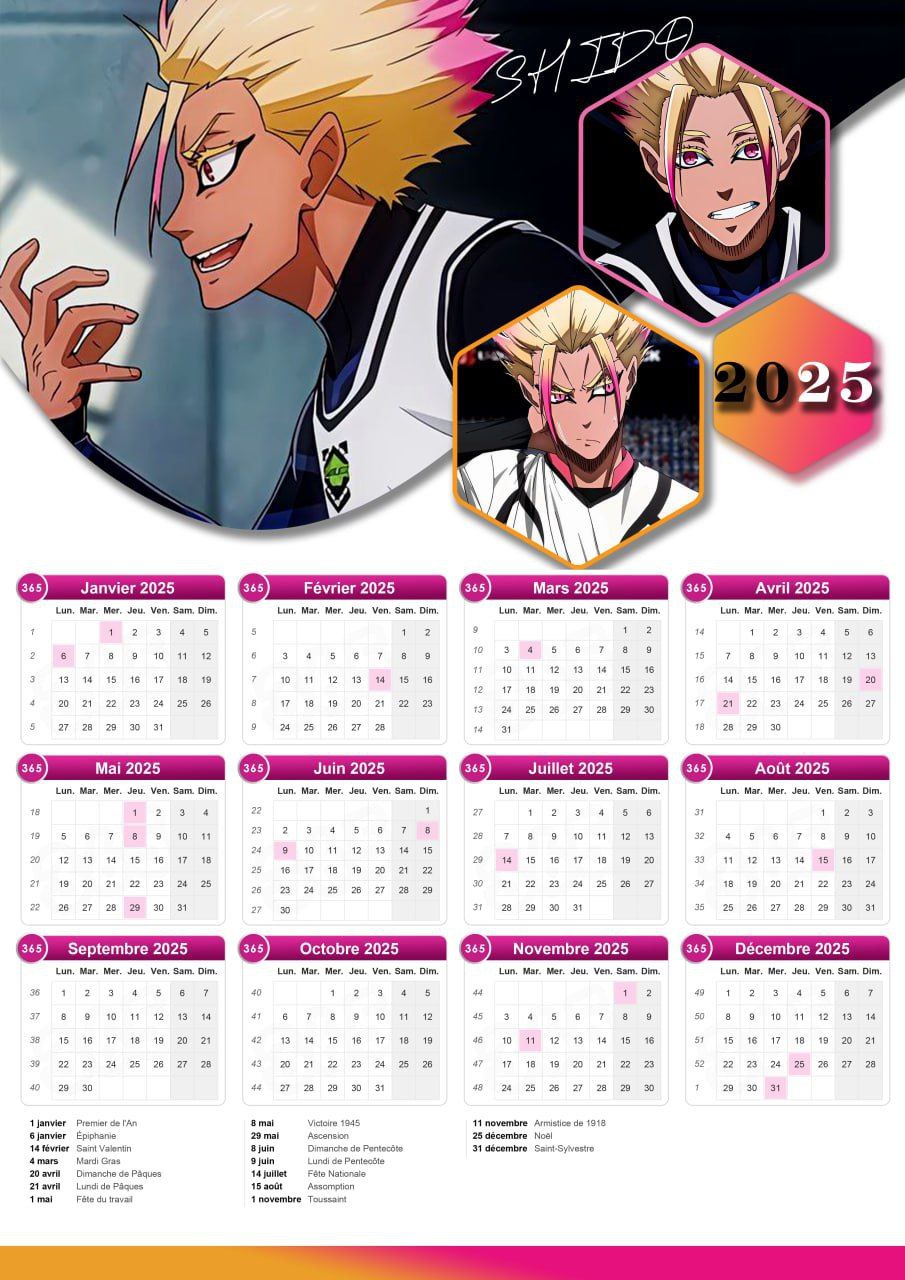 SHIDO
2025
365 Janvier 2025
Lun. Mar. Mer. Jeu. Ven. Sam. Dim.
1 1 2 3 4 5
2 6 7 8 9 10 11 12
3 13 14 15 16 17 18 19
4 20 21 22 23 24 25 26
5 27 28 29 30 31
365 Février 2025
Lun. Mar. Mer. Jeu. Ven. Sam. Dim.
5 1 2
6 3 4 5 6 7 8 9
7 10 11 12 13 14 15 16
8 17 18 19 20 21 22 23
9 24 25 26 27 28
365 Mars 2025
Lun. Mar. Mer. Jeu. Ven. Sam. Dim.
9 1 2
10 3 4 5 6 7 8 9
11 10 11 12 13 14 15 16
12 17 18 19 20 21 22 23
13 24 25 26 27 28 29 30
14 31
365 Avril 2025
Lun. Mar. Mer. Jeu. Ven. Sam. Dim.
14 1 2 3 4 5 6
15 7 8 9 10 11 12 13
16 14 15 16 17 18 19 20
17 21 22 23 24 25 26 27
18 28 29 30
365 Mai 2025
Lun. Mar. Mer. Jeu. Ven. Sam. Dim.
18 1 2 3 4
19 5 6 7 8 9 10 11
20 12 13 14 15 16 17 18
21 19 20 21 22 23 24 25
22 26 27 28 29 30 31
365 Juin 2025
Lun. Mar. Mer. Jeu. Ven. Sam. Dim.
22 1
23 2 3 4 5 6 7 8
24 9 10 11 12 13 14 15
25 16 17 18 19 20 21 22
26 23 24 25 26 27 28 29
27 30
365 Juillet 2025
Lun. Mar. Mer. Jeu. Ven. Sam. Dim.
27 1 2 3 4 5 6
28 7 8 9 10 11 12 13
29 14 15 16 17 18 19 20
30 21 22 23 24 25 26 27
31 28 29 30 31
365 Août 2025
Lun. Mar. Mer. Jeu. Ven. Sam. Dim.
31 1 2 3
32 4 5 6 7 8 9 10
33 11 12 13 14 15 16 17
34 18 19 20 21 22 23 24
35 25 26 27 28 29 30 31
365 Septembre 2025
Lun. Mar. Mer. Jeu. Ven. Sam. Dim.
36 1 2 3 4 5 6 7
37 8 9 10 11 12 13 14
38 15 16 17 18 19 20 21
39 22 23 24 25 26 27 28
40 29 30
365 Octobre 2025
Lun. Mar. Mer. Jeu. Ven. Sam. Dim.
40 1 2 3 4 5
41 6 7 8 9 10 11 12
42 13 14 15 16 17 18 19
43 20 21 22 23 24 25 26
44 27 28 29 30 31
365 Novembre 2025
Lun. Mar. Mer. Jeu. Ven. Sam. Dim.
44 1 2
45 3 4 5 6 7 8 9
46 10 11 12 13 14 15 16
47 17 18 19 20 21 22 23
48 24 25 26 27 28 29 30
365 Décembre 2025
Lun. Mar. Mer. Jeu. Ven. Sam. Dim.
49 1 2 3 4 5 6 7
50 8 9 10 11 12 13 14
51 15 16 17 18 19 20 21
52 22 23 24 25 26 27 28
1 29 30 31
1 janvier Premier de l'An
6 janvier Épiphanie
14 février Saint Valentin
4 mars Mardi Gras
20 avril Dimanche de Pâques
21 avril Lundi de Pâques
1 mai Fête du travail
8 mai Victoire 1945
29 mai Ascension
8 juin Dimanche de Pentecôte
9 juin Lundi de Pentecôte
14 juillet Fête Nationale
15 août Assomption
1 novembre Toussaint
11 novembre Armistice de 1918
25 décembre Noël
31 décembre Saint-Sylvestre